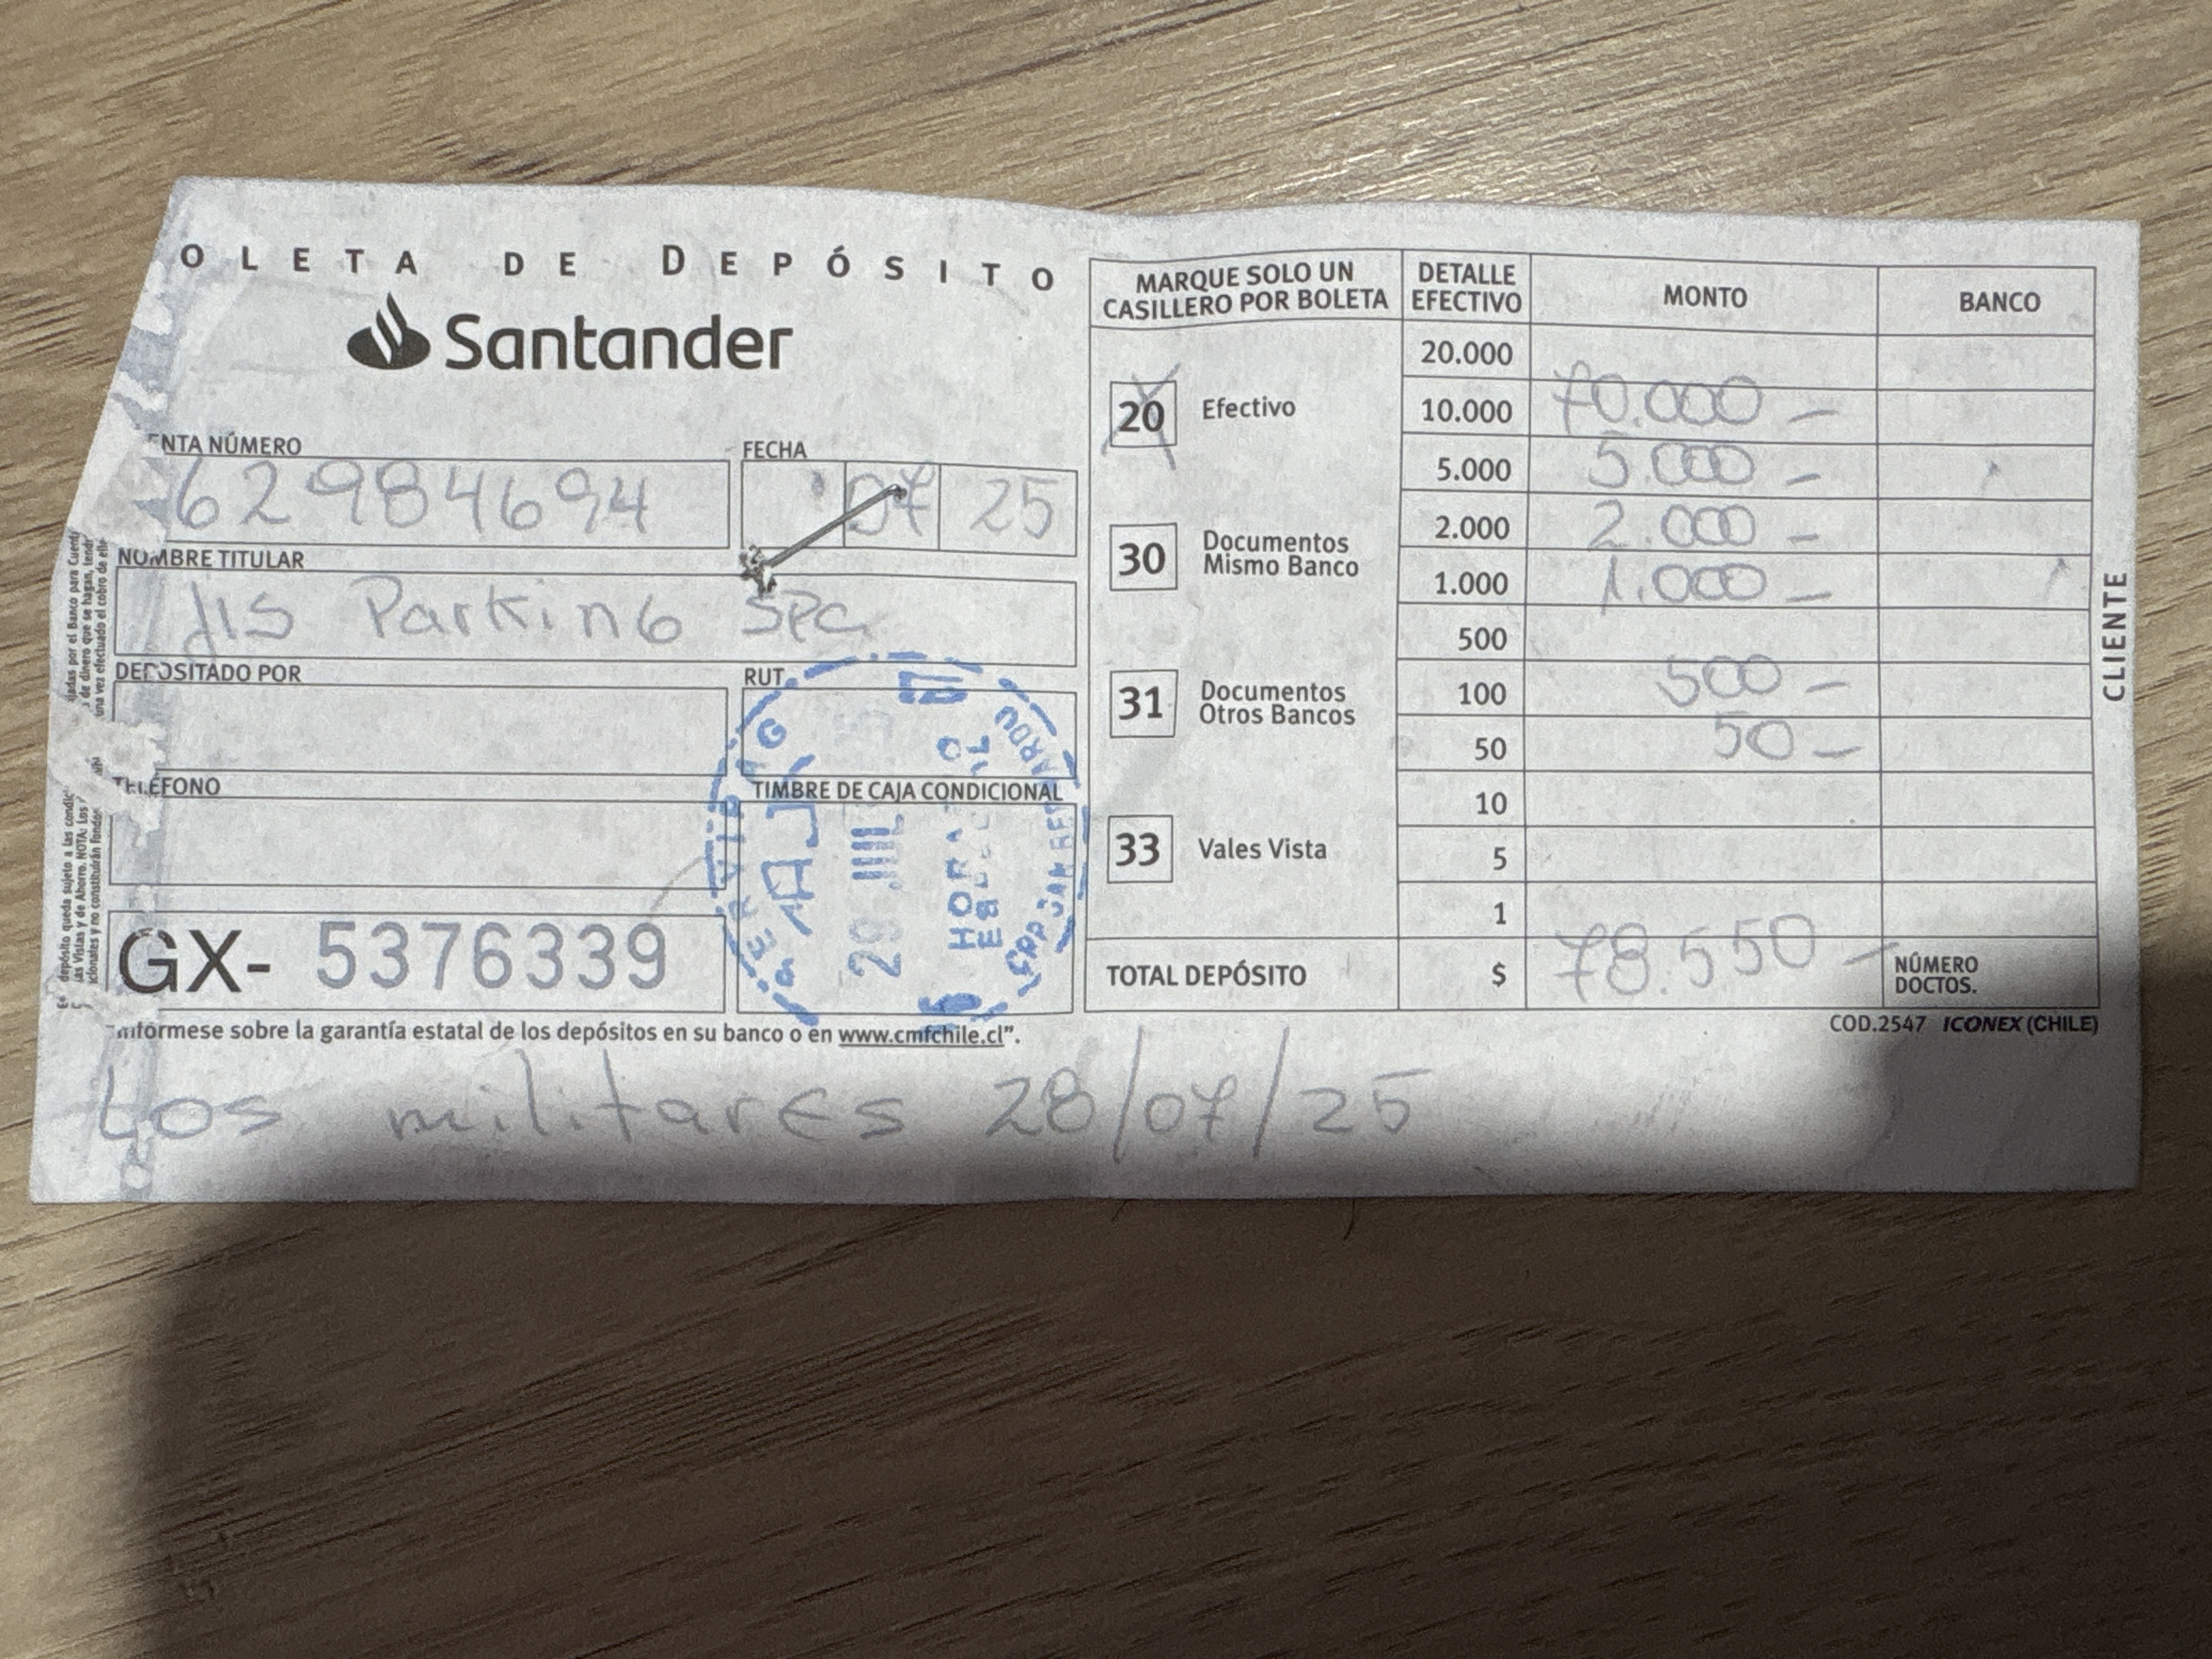 OLETA DE DEPÓSITO
Santander
NTA NÚMERO
62984694
FECHA
07 25
NOMBRE TITULAR
JIS ParkinG SPa
DEPOSITADO POR
RUT
TELÉFONO
TIMBRE DE CAJA CONDICIONAL
CAJA
29 JUL
GX- 5376339
MARQUE SOLO UN CASILLERO POR BOLETA
20 Efectivo
30 Documentos Mismo Banco
31 Documentos Otros Bancos
33 Vales Vista
DETALLE EFECTIVO MONTO BANCO
20.000
10.000 70.000 -
5.000 5.000 -
2.000 2.000 -
1.000 1.000 -
500
100 500 -
50 50 -
10
5
1
TOTAL DEPÓSITO $ 78.550 - NÚMERO DOCTOS.
CLIENTE
COD.2547 ICONEX (CHILE)
infórmese sobre la garantía estatal de los depósitos en su banco o en www.cmfchile.cl".
Los militares 28/07/25